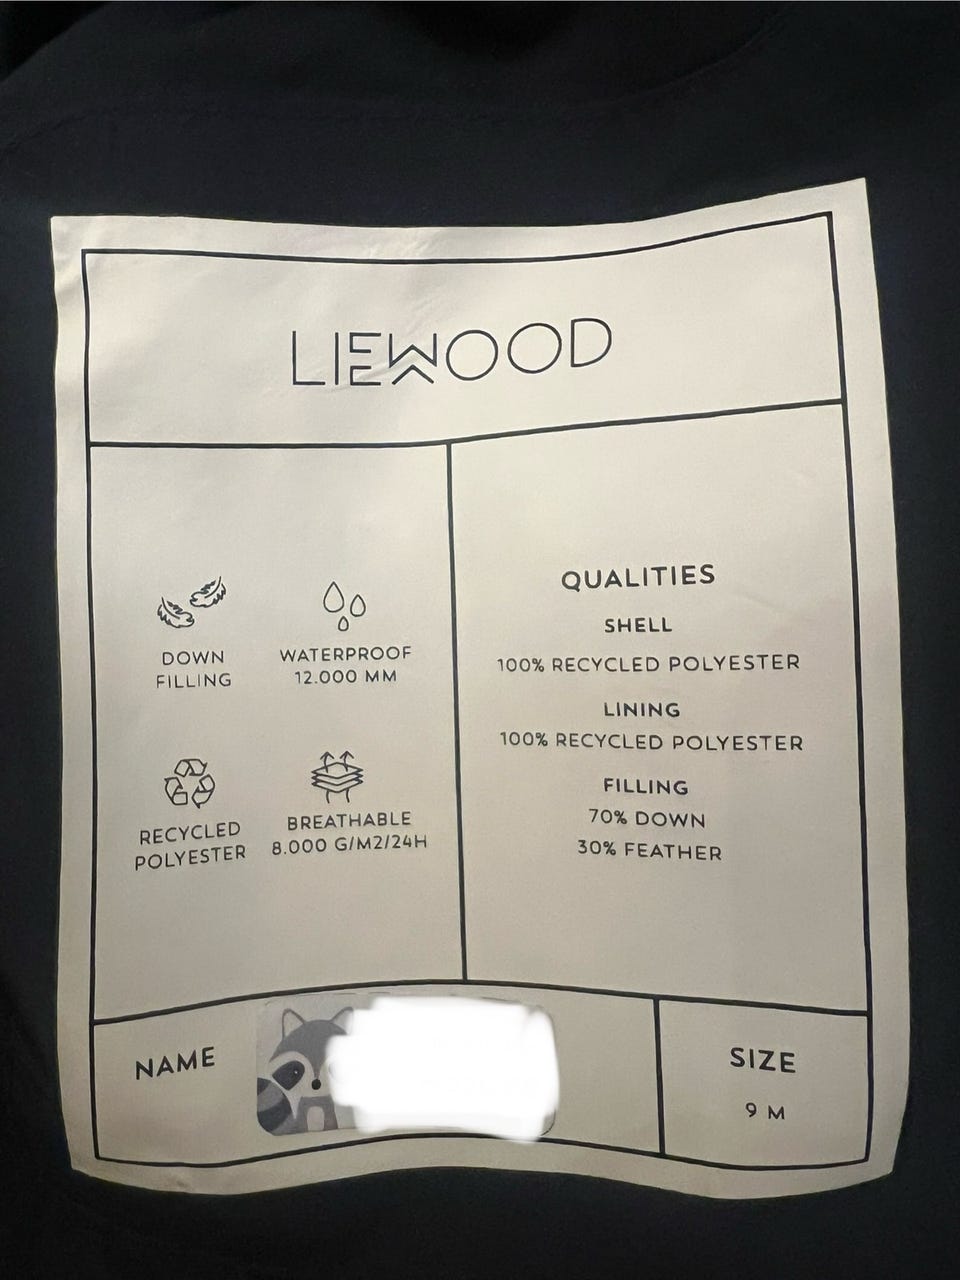 LIEWOOD
DOWN
FILLING
WATERPROOF
12.000 MM
RECYCLED
POLYESTER
BREATHABLE
8.000 G/M2/24H
QUALITIES
SHELL
100% RECYCLED POLYESTER
LINING
100% RECYCLED POLYESTER
FILLING
70% DOWN
30% FEATHER
NAME
SIZE
9 M